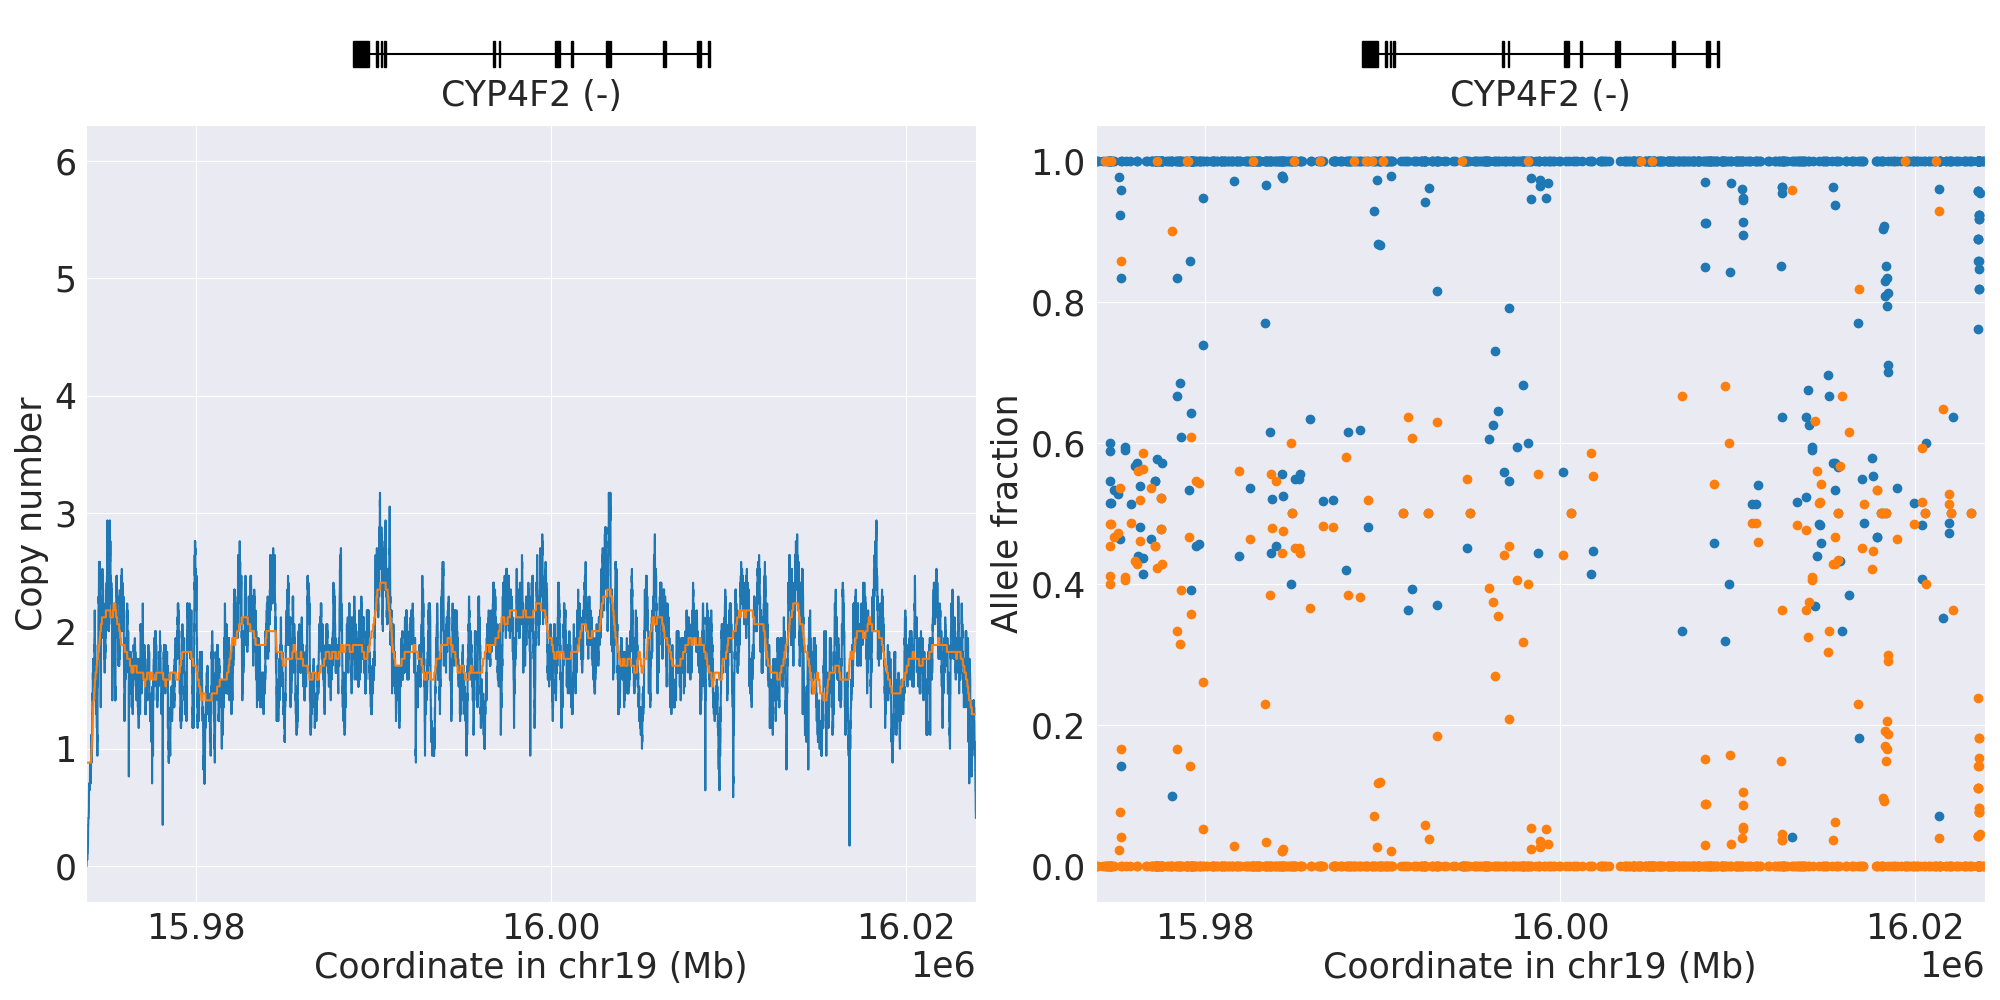 CYP4F2 (-)
Copy number
6
5
4
3
2
1
0
15.98
16.00
16.02
Coordinate in chr19 (Mb)
1e6
CYP4F2 (-)
Allele fraction
1.0
0.8
0.6
0.4
0.2
0.0
15.98
16.00
16.02
Coordinate in chr19 (Mb)
1e6